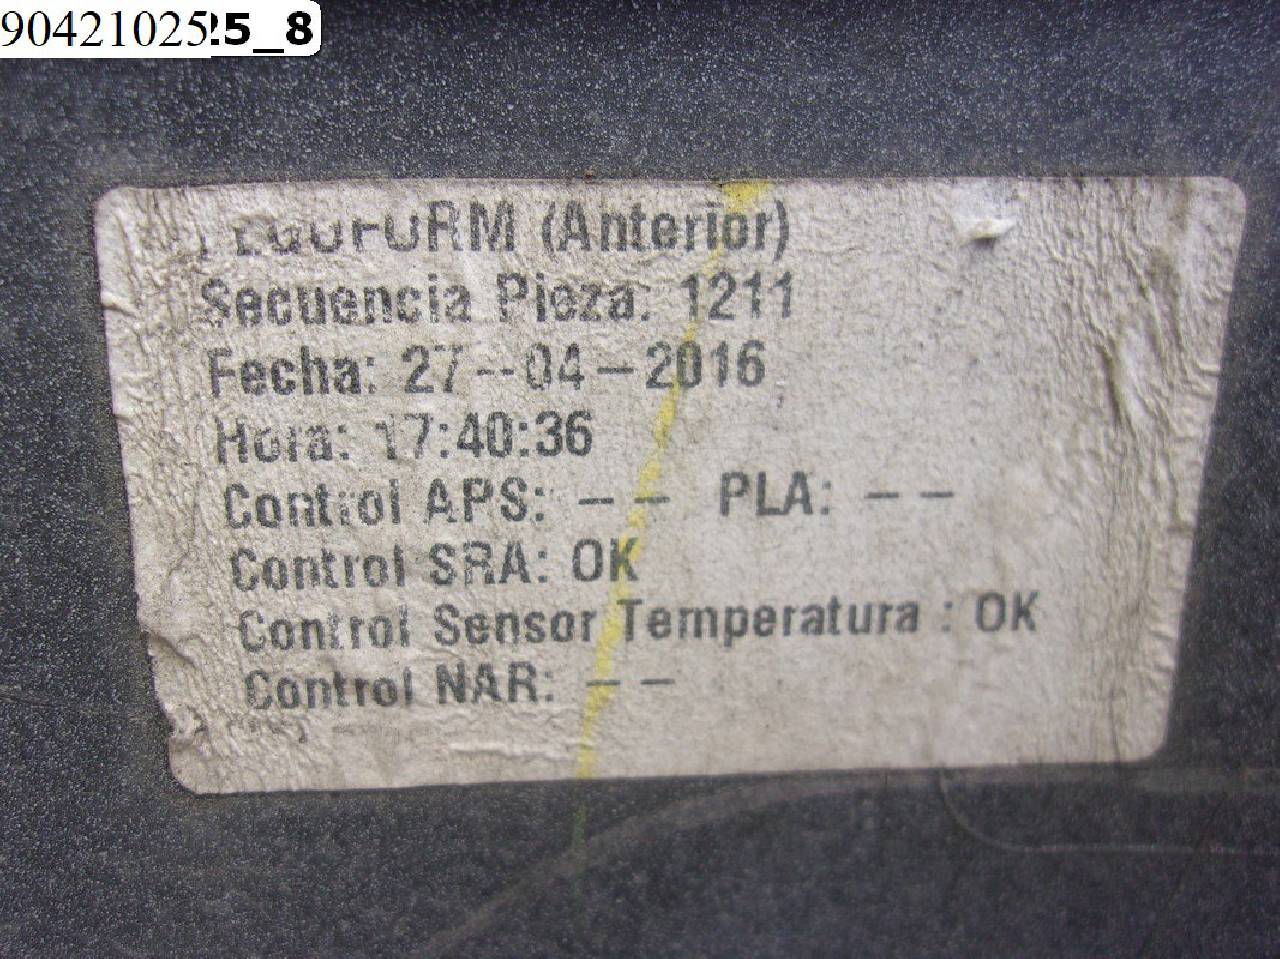 90421025
5_8
(Anterior)
Secuencia Pieza: 1211
Fecha: 27--04-2016
Hora: 17:40:36
Control APS: -- PLA: --
Control SRA: OK
Control Sensor Temperatura : OK
Control NAR: --